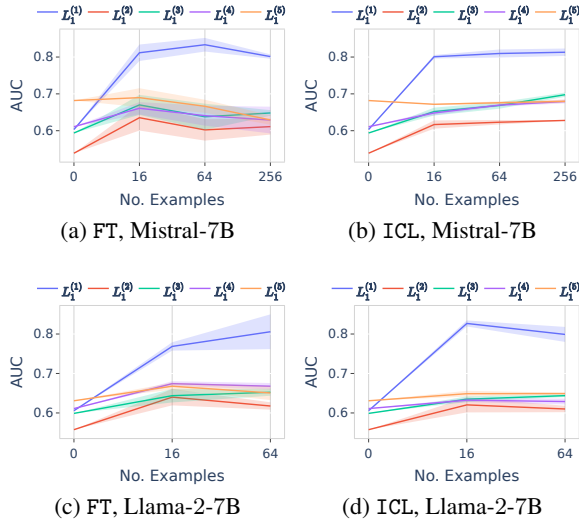 L₁⁽¹⁾ L₁⁽²⁾ L₁⁽³⁾ L₁⁽⁴⁾ L₁⁽⁵⁾
AUC
0.8
0.7
0.6
0 16 64 256
No. Examples
(a) FT, Mistral-7B
L₁⁽¹⁾ L₁⁽²⁾ L₁⁽³⁾ L₁⁽⁴⁾ L₁⁽⁵⁾
AUC
0.8
0.7
0.6
0 16 64 256
No. Examples
(b) ICL, Mistral-7B
L₁⁽¹⁾ L₁⁽²⁾ L₁⁽³⁾ L₁⁽⁴⁾ L₁⁽⁵⁾
AUC
0.8
0.6
0 16 64
No. Examples
(c) FT, Llama-2-7B
L₁⁽¹⁾ L₁⁽²⁾ L₁⁽³⁾ L₁⁽⁴⁾ L₁⁽⁵⁾
AUC
0.8
0.6
0 16 64
No. Examples
(d) ICL, Llama-2-7B